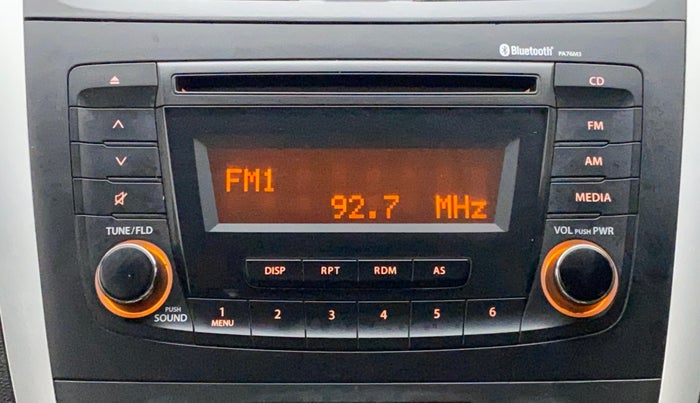 Bluetooth PA76M3
CD
FM
AM
MEDIA
FM1
92.7 MHz
TUNE/FLD
VOL PUSH PWR
DISP RPT RDM AS
PUSH
SOUND
1 2 3 4 5 6
MENU